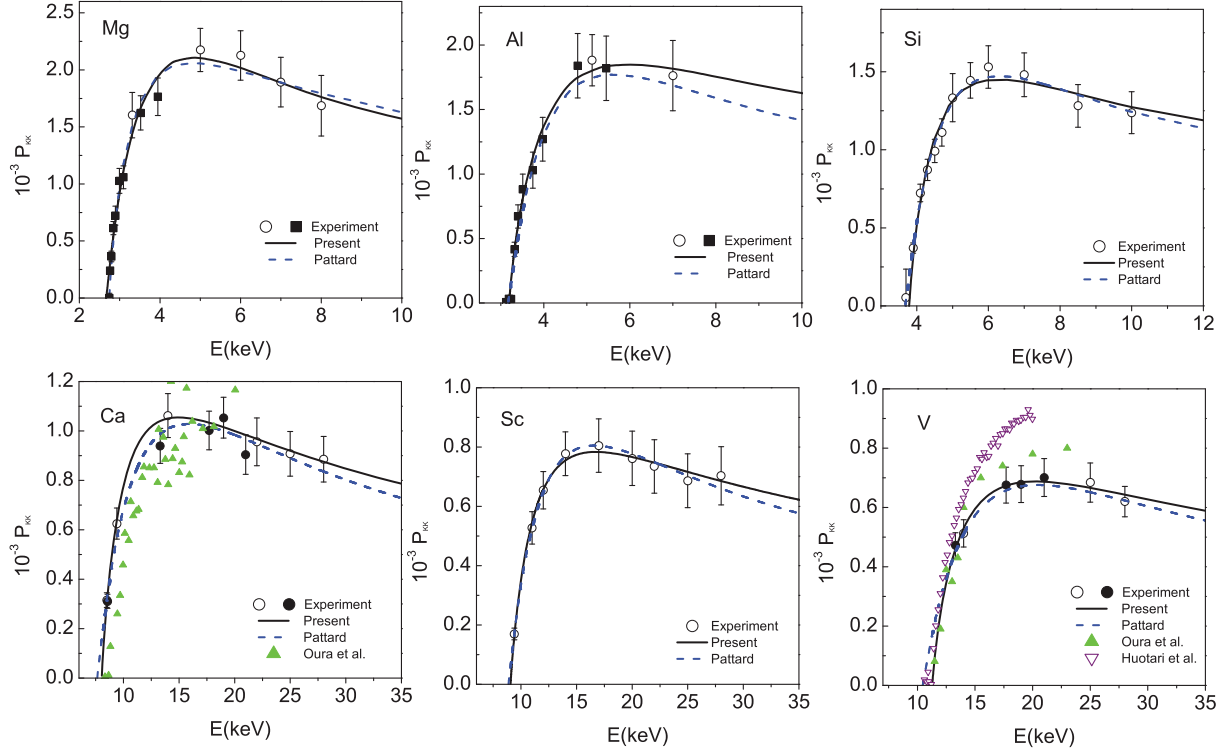 Mg
2.5
2.0
1.5
1.0
0.5
0.0
10⁻³ P_KK
2 4 6 8 10
E(keV)
Experiment
Present
Pattard
Al
2.0
1.5
1.0
0.5
0.0
10⁻³ P_KK
4 6 8 10
E(keV)
Experiment
Present
Pattard
Si
1.5
1.0
0.5
0.0
10⁻³ P_KK
4 6 8 10 12
E(keV)
Experiment
Present
Pattard
Ca
1.2
1.0
0.8
0.6
0.4
0.2
0.0
10⁻³ P_KK
10 15 20 25 30 35
E(keV)
Experiment
Present
Pattard
Oura et al.
Sc
1.0
0.8
0.6
0.4
0.2
0.0
10⁻³ P_KK
10 15 20 25 30 35
E(keV)
Experiment
Present
Pattard
V
1.0
0.8
0.6
0.4
0.2
0.0
10⁻³ P_KK
10 15 20 25 30 35
E(keV)
Experiment
Present
Pattard
Oura et al.
Huotari et al.